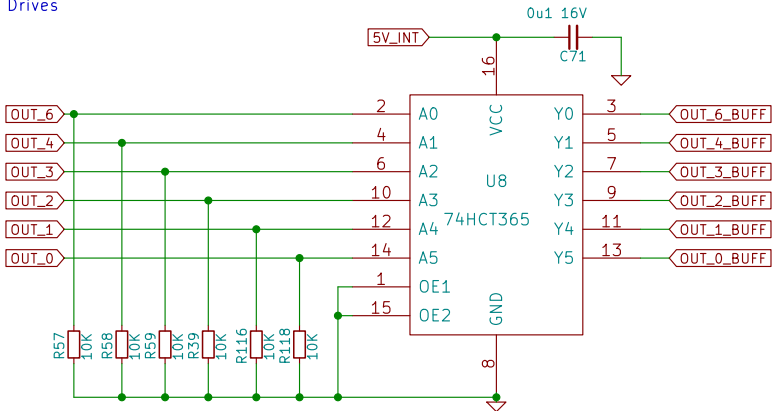 Drives
0u1 16V
5V_INT
C71
16
VCC
OUT_6
2
A0
Y0
3
OUT_6_BUFF
OUT_4
4
A1
Y1
5
OUT_4_BUFF
OUT_3
6
A2
Y2
7
OUT_3_BUFF
U8
OUT_2
10
A3
Y3
9
OUT_2_BUFF
74HCT365
OUT_1
12
A4
Y4
11
OUT_1_BUFF
OUT_0
14
A5
Y5
13
OUT_0_BUFF
1
OE1
15
OE2
GND
R57
10K
R58
10K
R59
10K
R39
10K
R116
10K
R118
10K
8